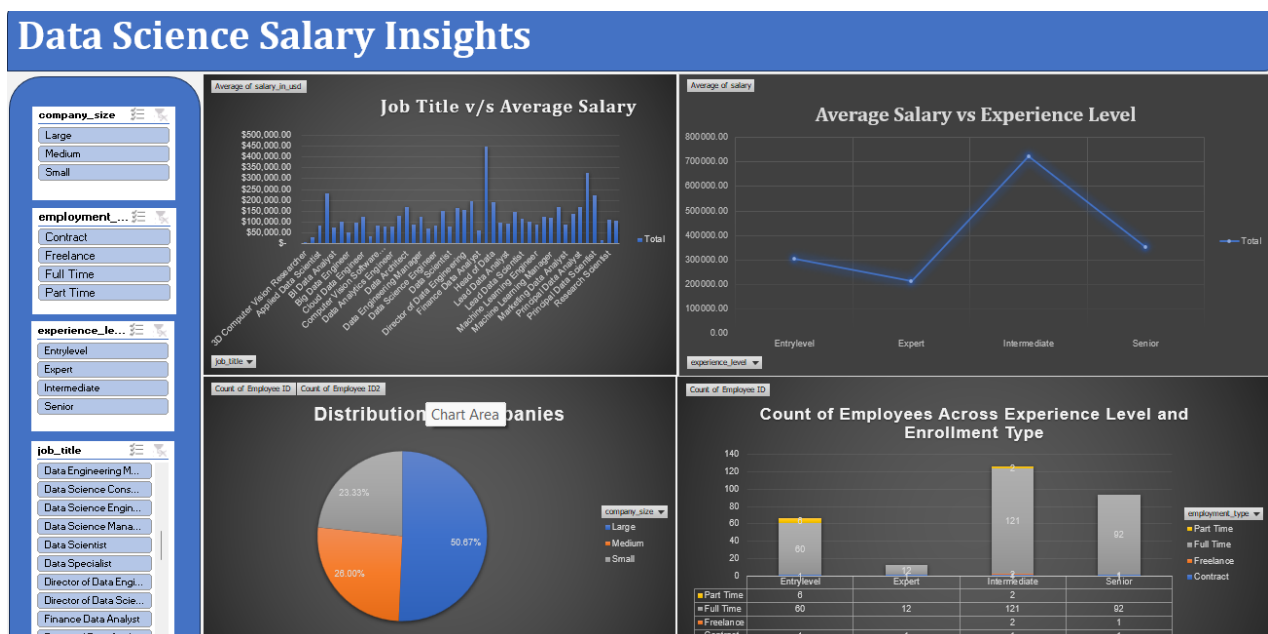 Data Science Salary Insights
company_size
Large
Medium
Small
employment_...
Contract
Freelance
Full Time
Part Time
experience_le...
Entrylevel
Expert
Intermediate
Senior
job_title
Data Engineering M...
Data Science Cons...
Data Science Engin...
Data Science Mana...
Data Scientist
Data Specialist
Director of Data Engi...
Director of Data Scie...
Finance Data Analyst
Average of salary_in_usd
Job Title v/s Average Salary
$500,000.00
$450,000.00
$400,000.00
$350,000.00
$300,000.00
$250,000.00
$200,000.00
$150,000.00
$100,000.00
$50,000.00
$-
3D Computer Vision Researcher
Applied Data Scientist
BI Data Analyst
Big Data Engineer
Cloud Data Engineer
Computer Vision Software...
Data Analytics Engineer
Data Architect
Data Engineering Manager
Data Science Engineer
Data Scientist
Director of Data Engineering
Finance Data Analyst
Head of Data
Lead Data Analyst
Lead Data Scientist
Machine Learning Engineer
Machine Learning Manager
Marketing Data Analyst
Principal Data Analyst
Principal Data Scientist
Research Scientist
Total
job_title
Average of salary
Average Salary vs Experience Level
800000.00
700000.00
600000.00
500000.00
400000.00
300000.00
200000.00
100000.00
0.00
Entrylevel Expert Intermediate Senior
Total
experience_level
Count of Employee ID Count of Employee ID2
Distribution
Chart Area
23.33%
50.67%
26.00%
company_size
Large
Medium
Small
Count of Employee ID
Count of Employees Across Experience Level and
Enrollment Type
140
120
100
80
60
40
20
0
6
60
12
2
121
92
Entrylevel Expert Intermediate Senior
Part Time 6 2
Full Time 60 12 121 92
Freelance 2 1
employment_type
Part Time
Full Time
Freelance
Contract